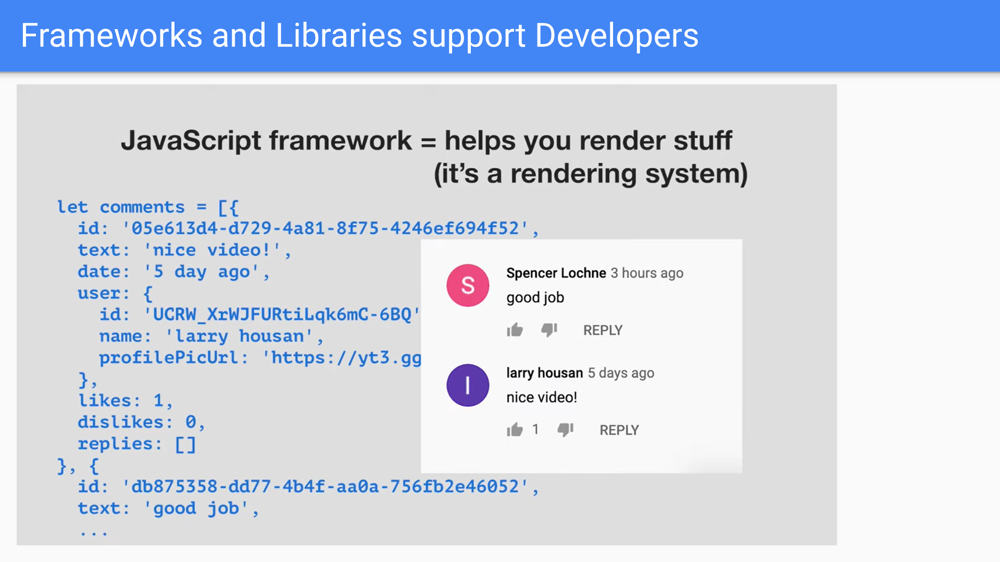 Frameworks and Libraries support Developers
JavaScript framework = helps you render stuff
(it’s a rendering system)
let comments = [{
id: '05e613d4-d729-4a81-8f75-4246ef694f52',
text: 'nice video!',
date: '5 day ago',
user: {
id: 'UCRW_XrWJFURtiLqk6mC-6BQ'
name: 'larry housan',
profilePicUrl: 'https://yt3.gg
},
likes: 1,
dislikes: 0,
replies: []
}, {
id: 'db875358-dd77-4b4f-aa0a-756fb2e46052',
text: 'good job',
...
S
Spencer Lochne 3 hours ago
good job
REPLY
l
larry housan 5 days ago
nice video!
1 REPLY